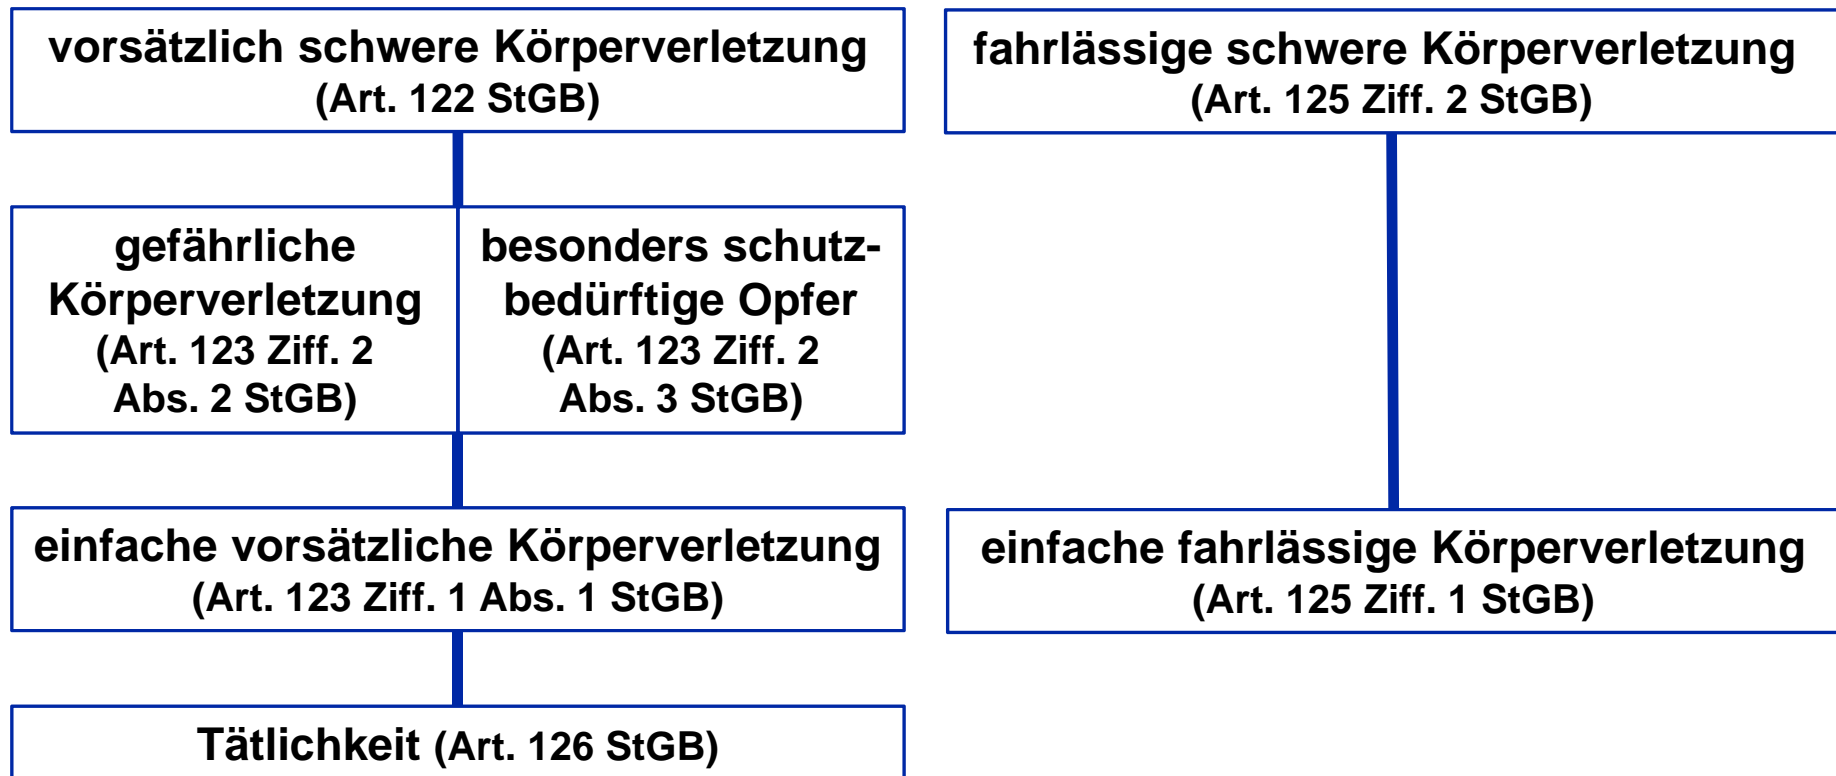 vorsätzlich schwere Körperverletzung
(Art. 122 StGB)
fahrlässige schwere Körperverletzung
(Art. 125 Ziff. 2 StGB)
gefährliche
Körperverletzung
(Art. 123 Ziff. 2
Abs. 2 StGB)
besonders schutz-
bedürftige Opfer
(Art. 123 Ziff. 2
Abs. 3 StGB)
einfache vorsätzliche Körperverletzung
(Art. 123 Ziff. 1 Abs. 1 StGB)
einfache fahrlässige Körperverletzung
(Art. 125 Ziff. 1 StGB)
Tätlichkeit (Art. 126 StGB)